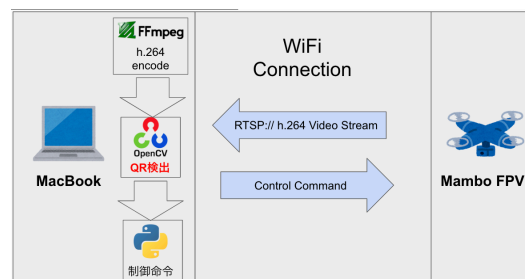 FFmpeg
h.264
encode
WiFi
Connection
RTSP:// h.264 Video Stream
OpenCV
QR検出
MacBook
Control Command
Mambo FPV
制御命令